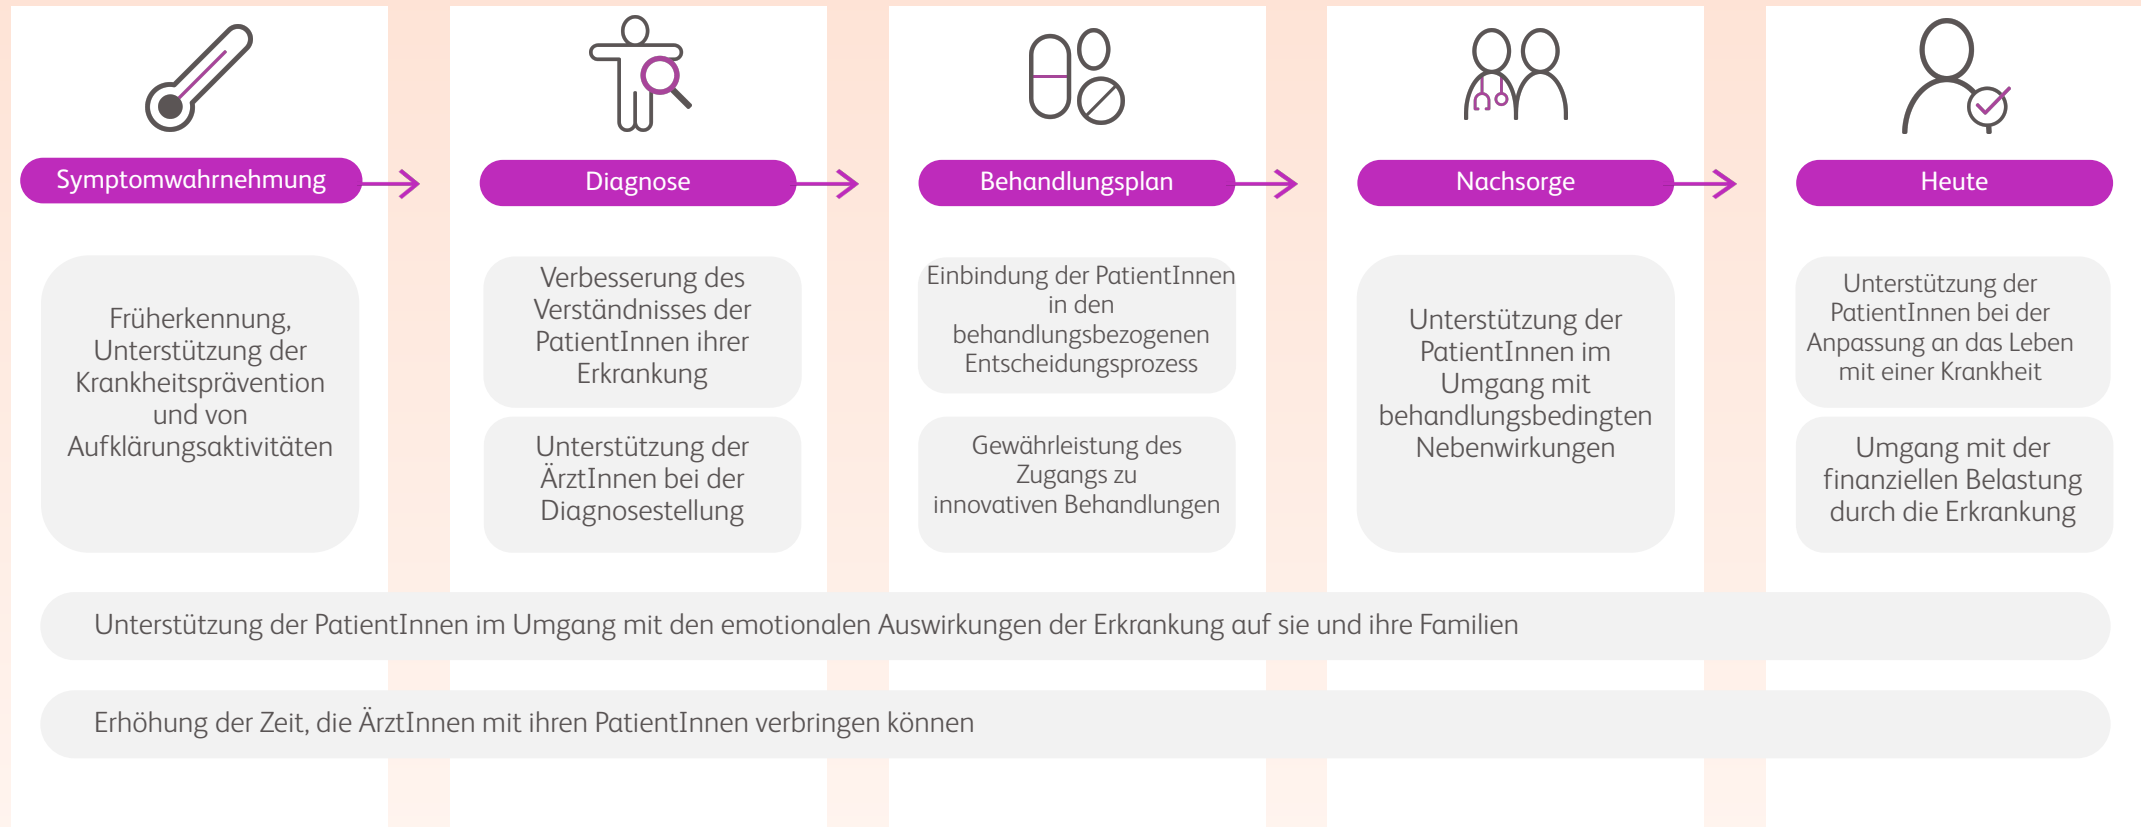 Symptomwahrnehmung
Diagnose
Behandlungsplan
Nachsorge
Heute
Früherkennung,
Unterstützung der
Krankheitsprävention
und von
Aufklärungsaktivitäten
Verbesserung des
Verständnisses der
PatientInnen ihrer
Erkrankung
Unterstützung der
ÄrztInnen bei der
Diagnosestellung
Einbindung der PatientInnen
in den
behandlungsbezogenen
Entscheidungsprozess
Gewährleistung des
Zugangs zu
innovativen Behandlungen
Unterstützung der
PatientInnen im
Umgang mit
behandlungsbedingten
Nebenwirkungen
Unterstützung der
PatientInnen bei der
Anpassung an das Leben
mit einer Krankheit
Umgang mit der
finanziellen Belastung
durch die Erkrankung
Unterstützung der PatientInnen im Umgang mit den emotionalen Auswirkungen der Erkrankung auf sie und ihre Familien
Erhöhung der Zeit, die ÄrztInnen mit ihren PatientInnen verbringen können